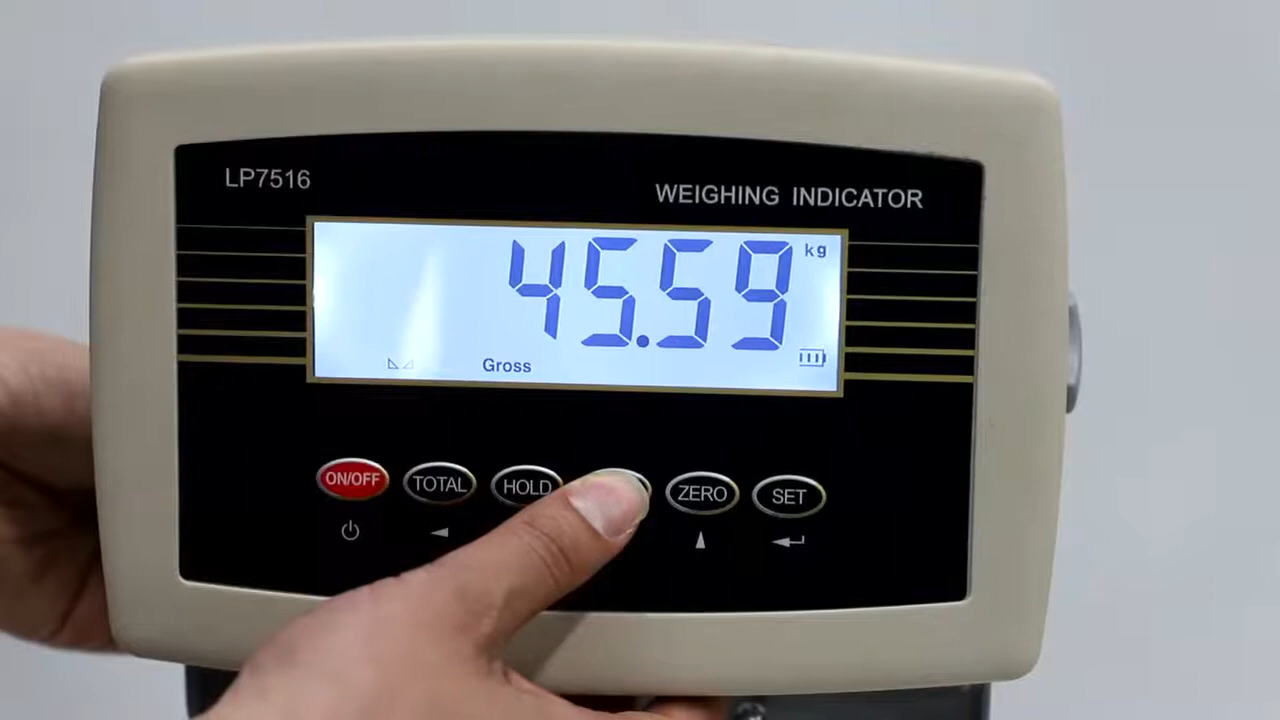 LP7516
WEIGHING INDICATOR
45.59 kg
Gross
ON/OFF
TOTAL
HOLD
ZERO
SET